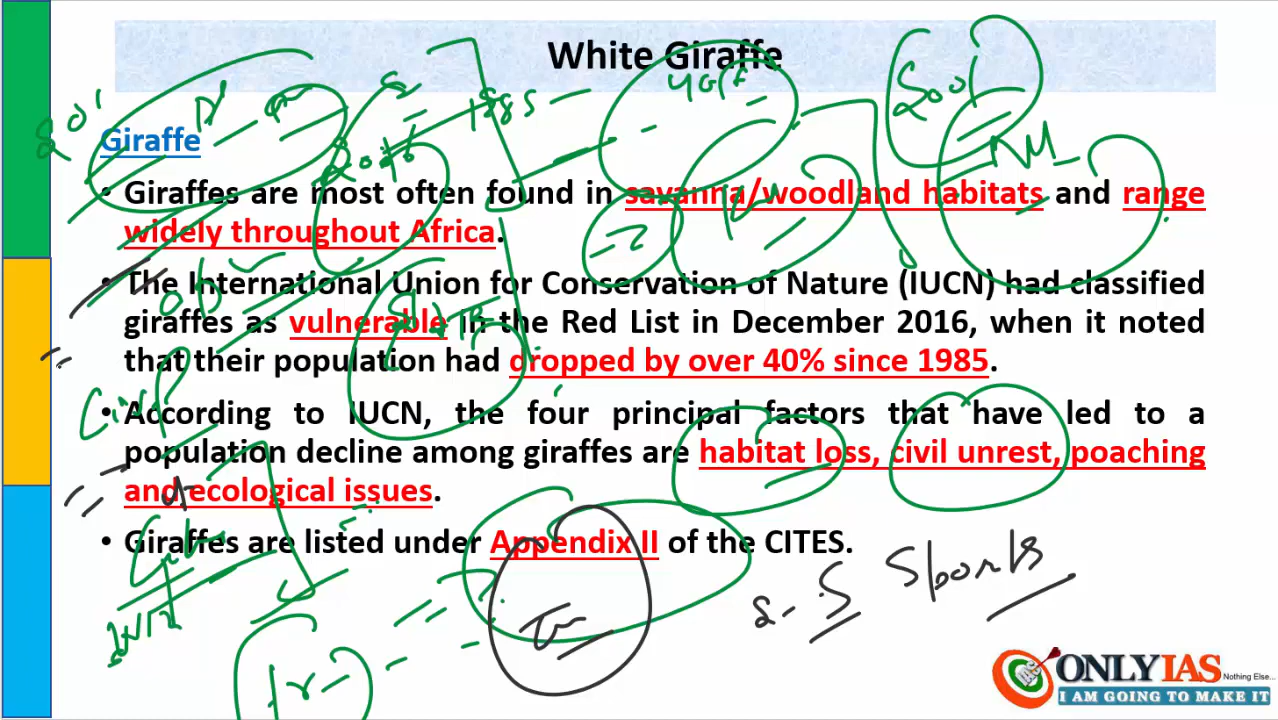 White Giraffe
Giraffe
• Giraffes are most often found in savanna/woodland habitats and range
widely throughout Africa.
• The International Union for Conservation of Nature (IUCN) had classified
giraffes as vulnerable in the Red List in December 2016, when it noted
that their population had dropped by over 40% since 1985.
• According to IUCN, the four principal factors that have led to a
population decline among giraffes are habitat loss, civil unrest, poaching
and ecological issues.
• Giraffes are listed under Appendix II of the CITES.
Sports
ONLYIAS
Nothing Else...
I AM GOING TO MAKE IT